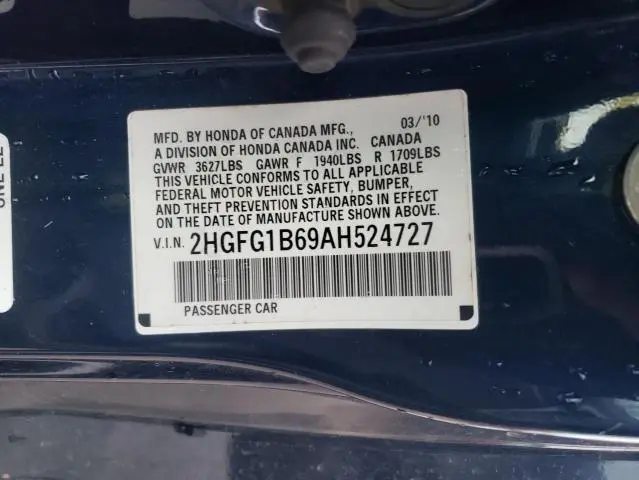 MFD. BY HONDA OF CANADA MFG., 03/'10
A DIVISION OF HONDA CANADA INC. CANADA
GVWR 3627LBS GAWR F 1940LBS R 1709LBS
THIS VEHICLE CONFORMS TO ALL APPLICABLE
FEDERAL MOTOR VEHICLE SAFETY, BUMPER,
AND THEFT PREVENTION STANDARDS IN EFFECT
ON THE DATE OF MANUFACTURE SHOWN ABOVE.
V.I.N. 2HGFG1B69AH524727
PASSENGER CAR